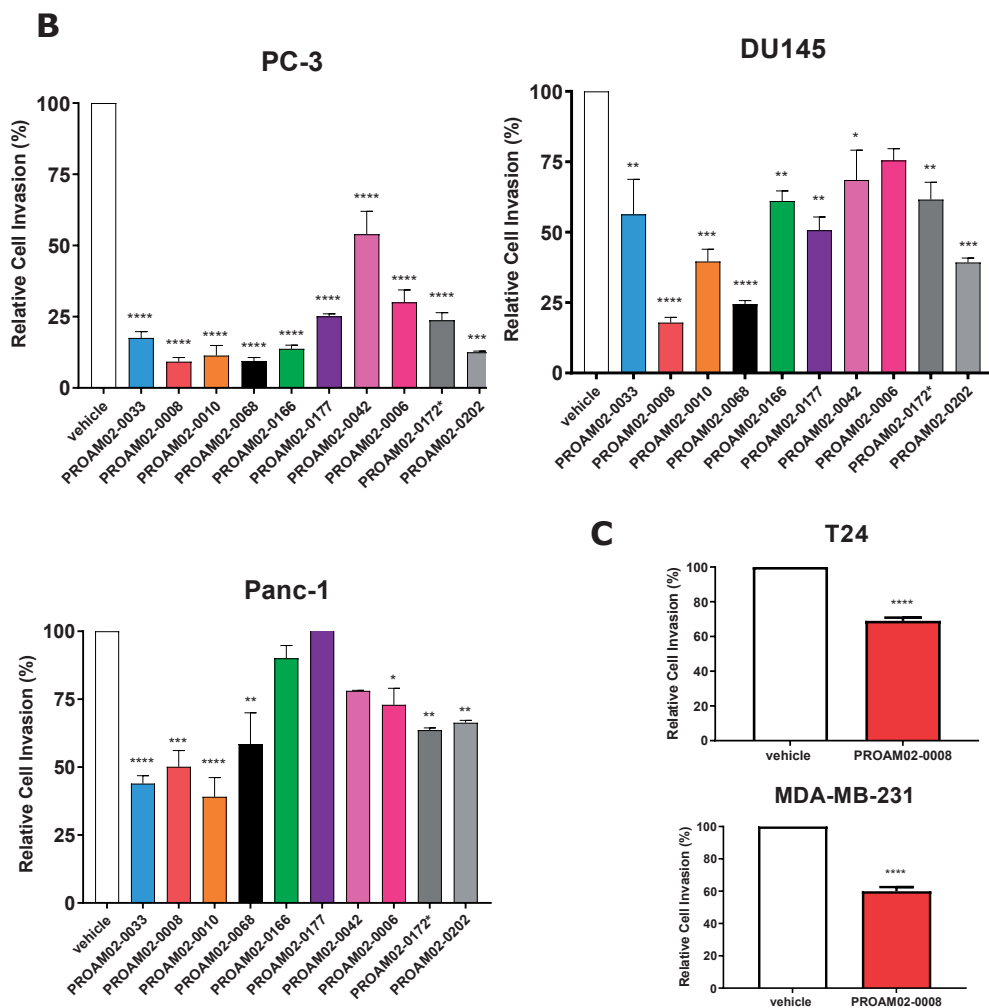 B
PC-3
Relative Cell Invasion (%)
100
75
50
25
0
****
****
****
****
****
****
****
****
****
***
vehicle
PROAM02-0033
PROAM02-0008
PROAM02-0010
PROAM02-0068
PROAM02-0166
PROAM02-0177
PROAM02-0042
PROAM02-0006
PROAM02-0172*
PROAM02-0202
DU145
Relative Cell Invasion (%)
100
75
50
25
0
**
****
***
****
**
**
*
**
***
vehicle
PROAM02-0033
PROAM02-0008
PROAM02-0010
PROAM02-0068
PROAM02-0166
PROAM02-0177
PROAM02-0042
PROAM02-0006
PROAM02-0172*
PROAM02-0202
Panc-1
Relative Cell Invasion (%)
100
75
50
25
0
****
***
****
**
*
**
**
vehicle
PROAM02-0033
PROAM02-0008
PROAM02-0010
PROAM02-0068
PROAM02-0166
PROAM02-0177
PROAM02-0042
PROAM02-0006
PROAM02-0172*
PROAM02-0202
C
T24
Relative Cell Invasion (%)
100
80
60
40
20
0
****
vehicle
PROAM02-0008
MDA-MB-231
Relative Cell Invasion (%)
100
80
60
40
20
0
****
vehicle
PROAM02-0008